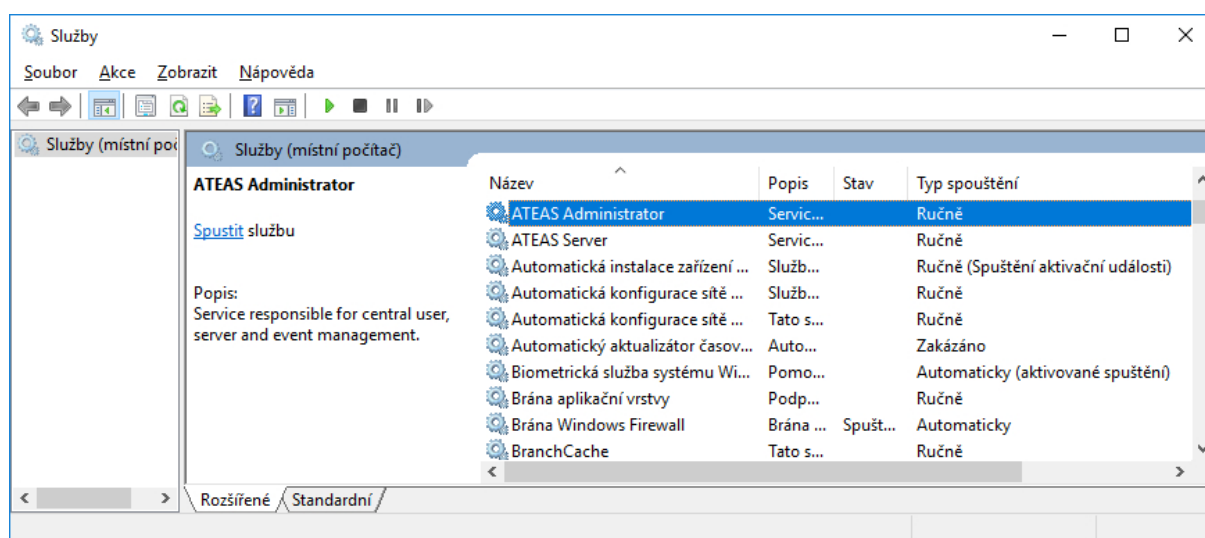 Služby
Soubor Akce Zobrazit Nápověda
Služby (místní poč
Služby (místní počítač)
ATEAS Administrator
Spustit službu
Popis:
Service responsible for central user,
server and event management.
Název Popis Stav Typ spouštění
ATEAS Administrator Servic... Ručně
ATEAS Server Servic... Ručně
Automatická instalace zařízení ... Služb... Ručně (Spuštění aktivační události)
Automatická konfigurace sítě ... Služb... Ručně
Automatická konfigurace sítě ... Tato s... Ručně
Automatický aktualizátor časov... Auto... Zakázáno
Biometrická služba systému Wi... Pomo... Automaticky (aktivované spuštění)
Brána aplikační vrstvy Podp... Ručně
Brána Windows Firewall Brána ... Spušt... Automaticky
BranchCache Tato s... Ručně
Rozšířené Standardní